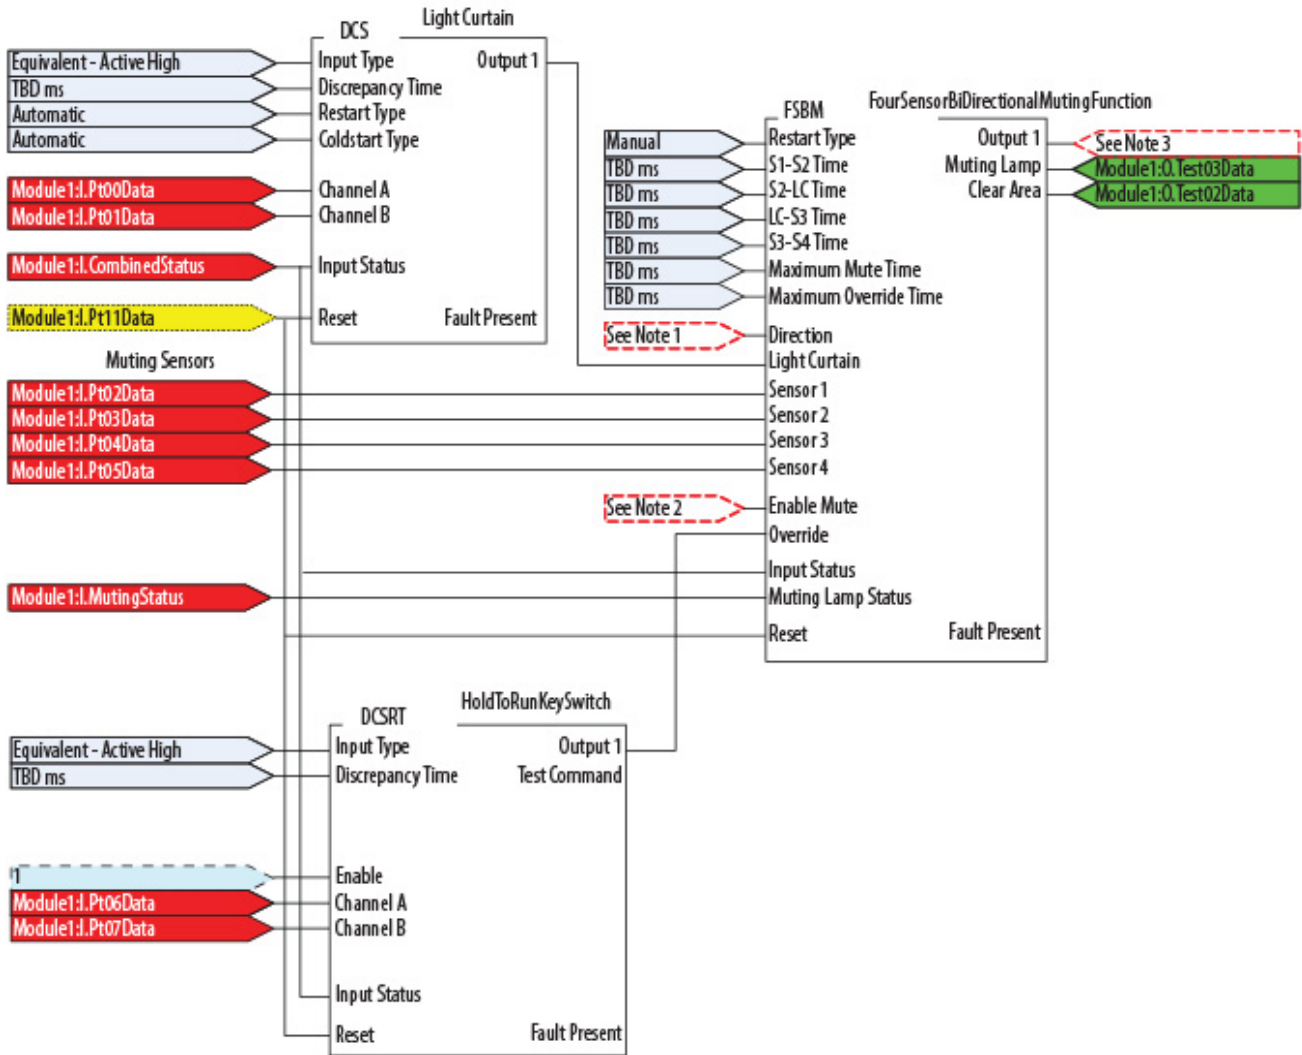 DCS
Light Curtain
Equivalent - Active High
Input Type
Output 1
TBD ms
Discrepancy Time
Automatic
Restart Type
Automatic
Coldstart Type
Module1:I.Pt00Data
Channel A
Module1:I.Pt01Data
Channel B
Module1:I.CombinedStatus
Input Status
Module1:I.Pt11Data
Reset
Fault Present
Muting Sensors
Module1:I.Pt02Data
Module1:I.Pt03Data
Module1:I.Pt04Data
Module1:I.Pt05Data
Module1:I.MutingStatus
FSBM
FourSensorBiDirectionalMutingFunction
Manual
Restart Type
Output 1
See Note 3
TBD ms
S1-S2 Time
Muting Lamp
Module1:O.Test03Data
TBD ms
S2-LC Time
Clear Area
Module1:O.Test02Data
TBD ms
LC-S3 Time
TBD ms
S3-S4 Time
TBD ms
Maximum Mute Time
TBD ms
Maximum Override Time
See Note 1
Direction
Light Curtain
Sensor 1
Sensor 2
Sensor 3
Sensor 4
See Note 2
Enable Mute
Override
Input Status
Muting Lamp Status
Reset
Fault Present
DCSRT
HoldToRunKeySwitch
Equivalent - Active High
Input Type
Output 1
TBD ms
Discrepancy Time
Test Command
1
Enable
Module1:I.Pt06Data
Channel A
Module1:I.Pt07Data
Channel B
Input Status
Reset
Fault Present